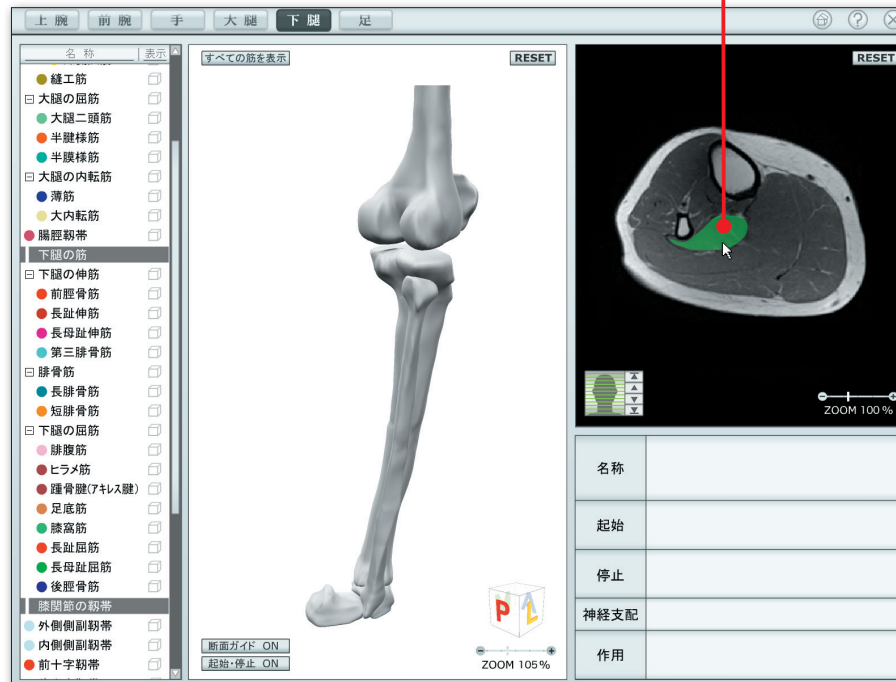 上 腕
前 腕
手
大 腿
下 腿
足
?
名 称
表示
縫工筋
大腿の屈筋
大腿二頭筋
半腱様筋
半膜様筋
大腿の内転筋
薄筋
大内転筋
腸脛靱帯
下腿の筋
下腿の伸筋
前脛骨筋
長趾伸筋
長母趾伸筋
第三腓骨筋
腓骨筋
長腓骨筋
短腓骨筋
下腿の屈筋
腓腹筋
ヒラメ筋
踵骨腱(アキレス腱)
足底筋
膝窩筋
長趾屈筋
長母趾屈筋
後脛骨筋
膝関節の靱帯
外側側副靱帯
内側側副靱帯
前十字靱帯
すべての筋を表示
RESET
P
L
断面ガイド ON
起始・停止 ON
ZOOM 105%
RESET
ZOOM 100 %
名称
起始
停止
神経支配
作用